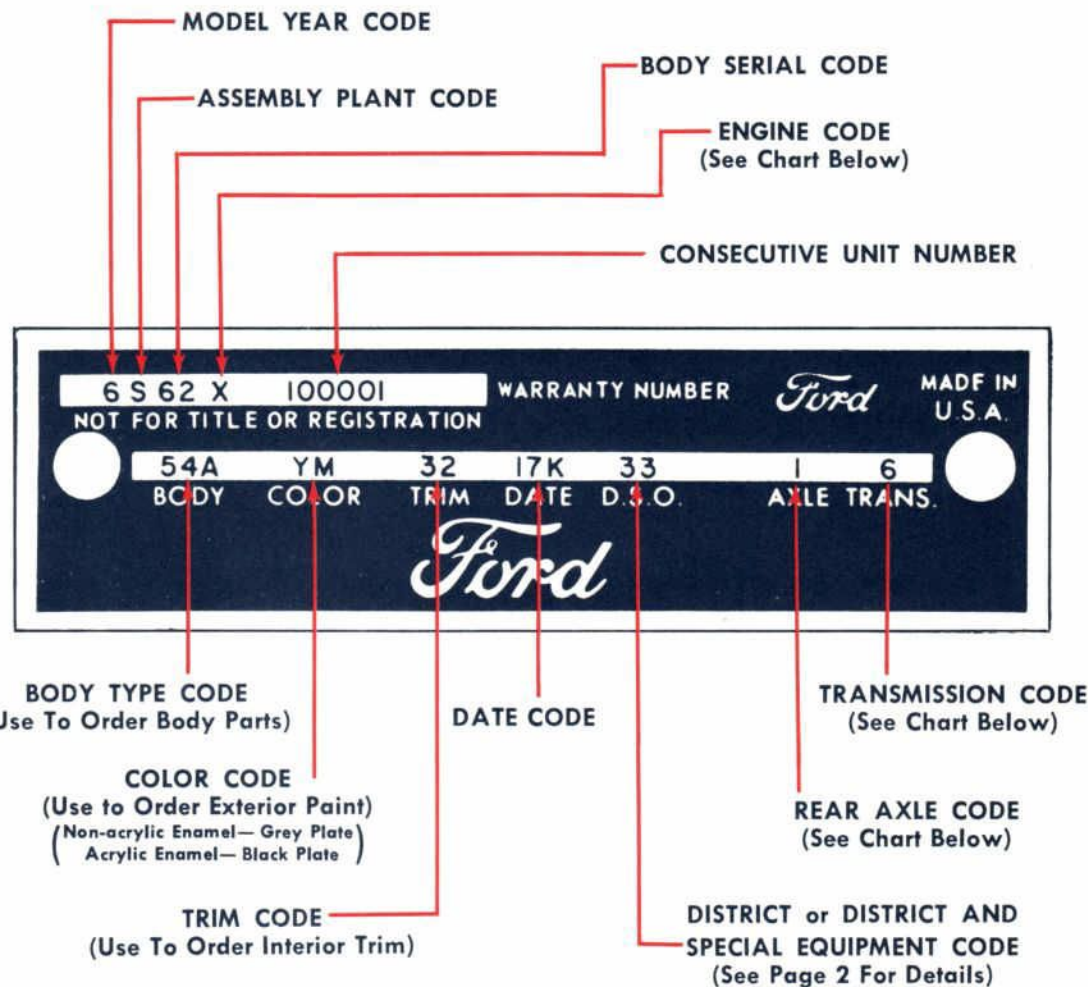 MODEL YEAR CODE
BODY SERIAL CODE
ASSEMBLY PLANT CODE
ENGINE CODE
(See Chart Below)
CONSECUTIVE UNIT NUMBER
6 S 62 X 100001 WARRANTY NUMBER Ford MADE IN
U.S.A.
NOT FOR TITLE OR REGISTRATION
54A YM 32 17K 33 1 6
BODY COLOR TRIM DATE D.S.O. AXLE TRANS.
Ford
BODY TYPE CODE
Use To Order Body Parts)
DATE CODE
TRANSMISSION CODE
(See Chart Below)
COLOR CODE
(Use to Order Exterior Paint)
(Non-acrylic Enamel—Grey Plate
Acrylic Enamel—Black Plate)
REAR AXLE CODE
(See Chart Below)
TRIM CODE
(Use To Order Interior Trim)
DISTRICT or DISTRICT AND
SPECIAL EQUIPMENT CODE
(See Page 2 For Details)